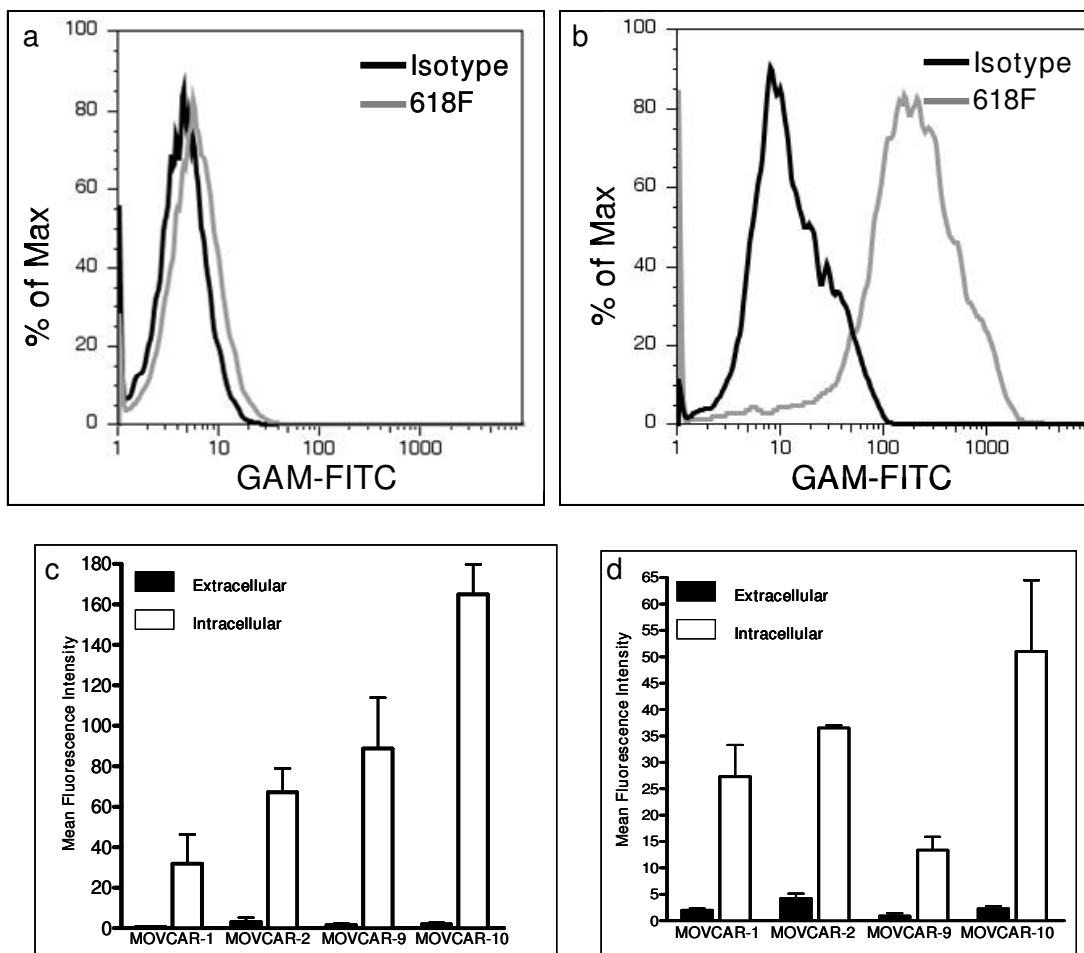 a
Isotype
618F
100
80
60
40
20
0
% of Max
1
10
100
1000
GAM-FITC
b
Isotype
618F
100
80
60
40
20
0
% of Max
1
10
100
1000
GAM-FITC
c
Extracellular
Intracellular
180
160
140
120
100
80
60
40
20
0
Mean Fluorescence Intensity
MOVCAR-1 MOVCAR-2 MOVCAR-9 MOVCAR-10
d
Extracellular
Intracellular
65
60
55
50
45
40
35
30
25
20
15
10
5
0
Mean Fluorescence Intensity
MOVCAR-1 MOVCAR-2 MOVCAR-9 MOVCAR-10